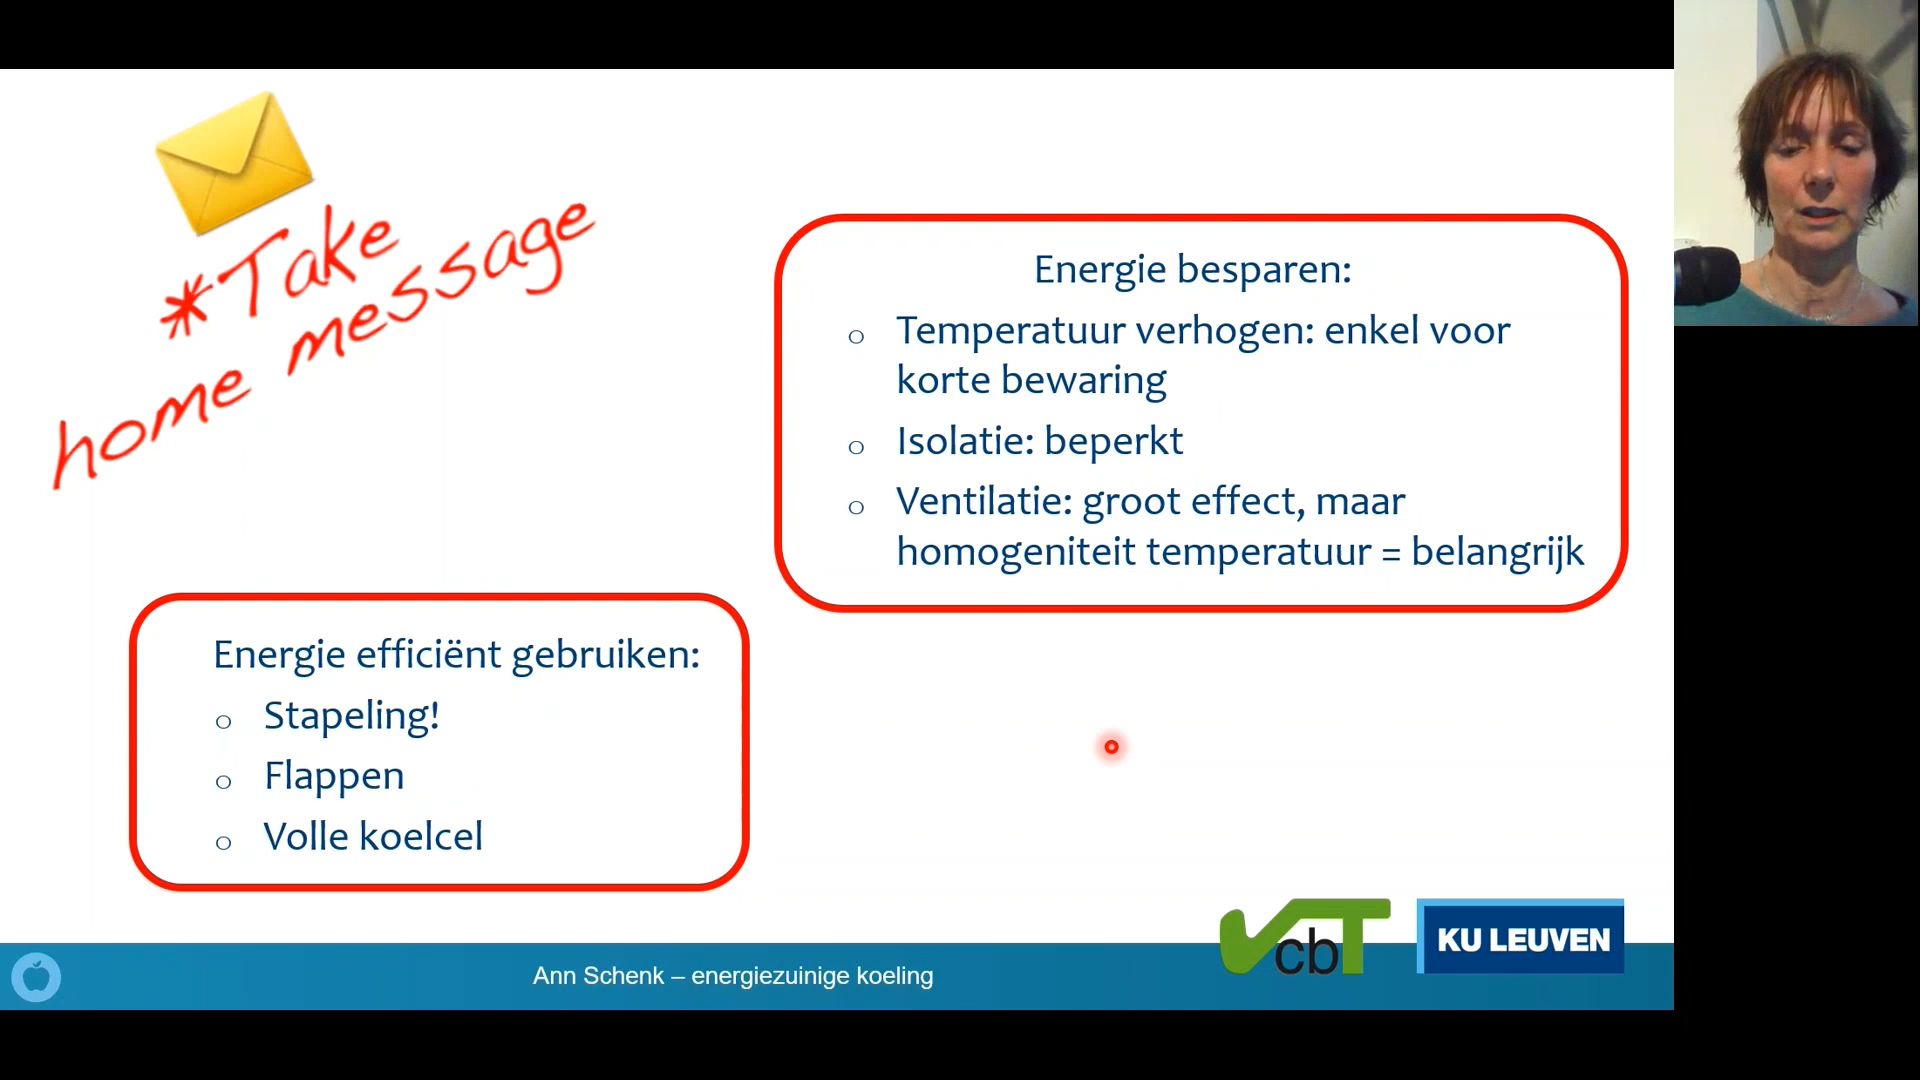 *Take
home message
Energie besparen:
o Temperatuur verhogen: enkel voor
korte bewaring
o Isolatie: beperkt
o Ventilatie: groot effect, maar
homogeniteit temperatuur = belangrijk
Energie efficiënt gebruiken:
o Stapeling!
o Flappen
o Volle koelcel
Vcbt
KU LEUVEN
Ann Schenk – energiezuinige koeling